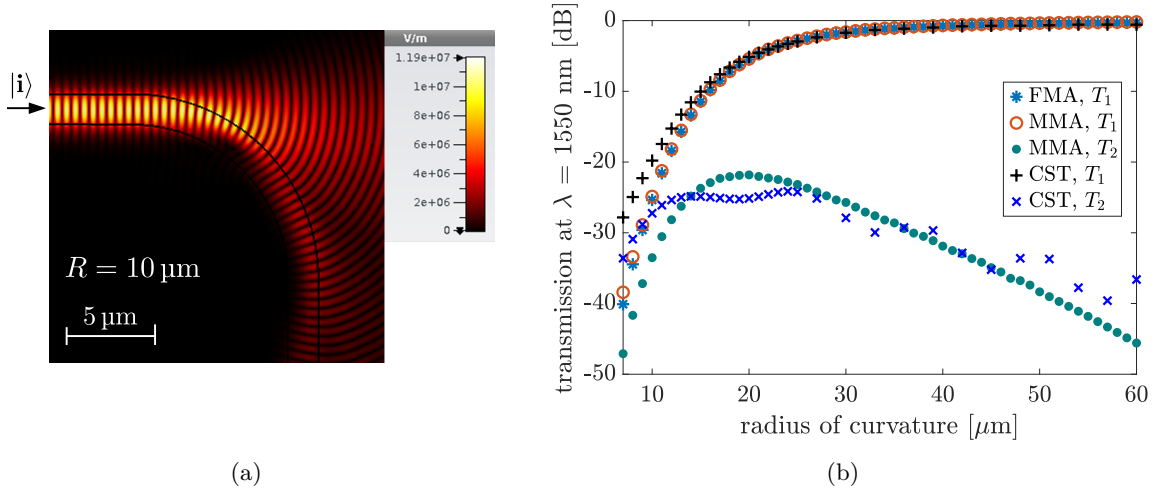 V/m
1.19e+07
1e+07
8e+06
6e+06
4e+06
2e+06
0
|i⟩
R = 10 μm
5 μm
(a)
transmission at λ = 1550 nm [dB]
0
-10
-20
-30
-40
-50
10
20
30
40
50
60
radius of curvature [μm]
FMA, T₁
MMA, T₁
MMA, T₂
CST, T₁
CST, T₂
(b)